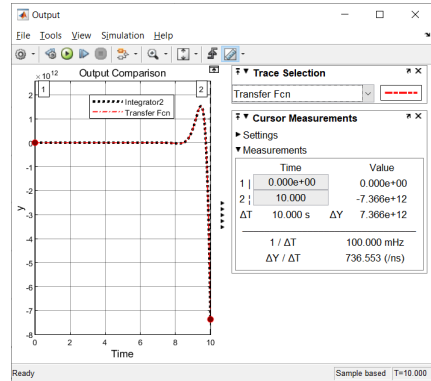 Output
File Tools View Simulation Help
×10^12 Output Comparison
1 2
Integrator2
Transfer Fcn
2
1
0
-1
-2
-3
-4
-5
-6
-7
-8
y
0 2 4 6 8 10
Time
Trace Selection
Transfer Fcn
Cursor Measurements
Settings
Measurements
Time Value
1 | 0.000e+00 0.000e+00
2 ¦ 10.000 -7.366e+12
ΔT 10.000 s ΔY 7.366e+12
1 / ΔT 100.000 mHz
ΔY / ΔT 736.553 (/ns)
Ready Sample based T=10.000